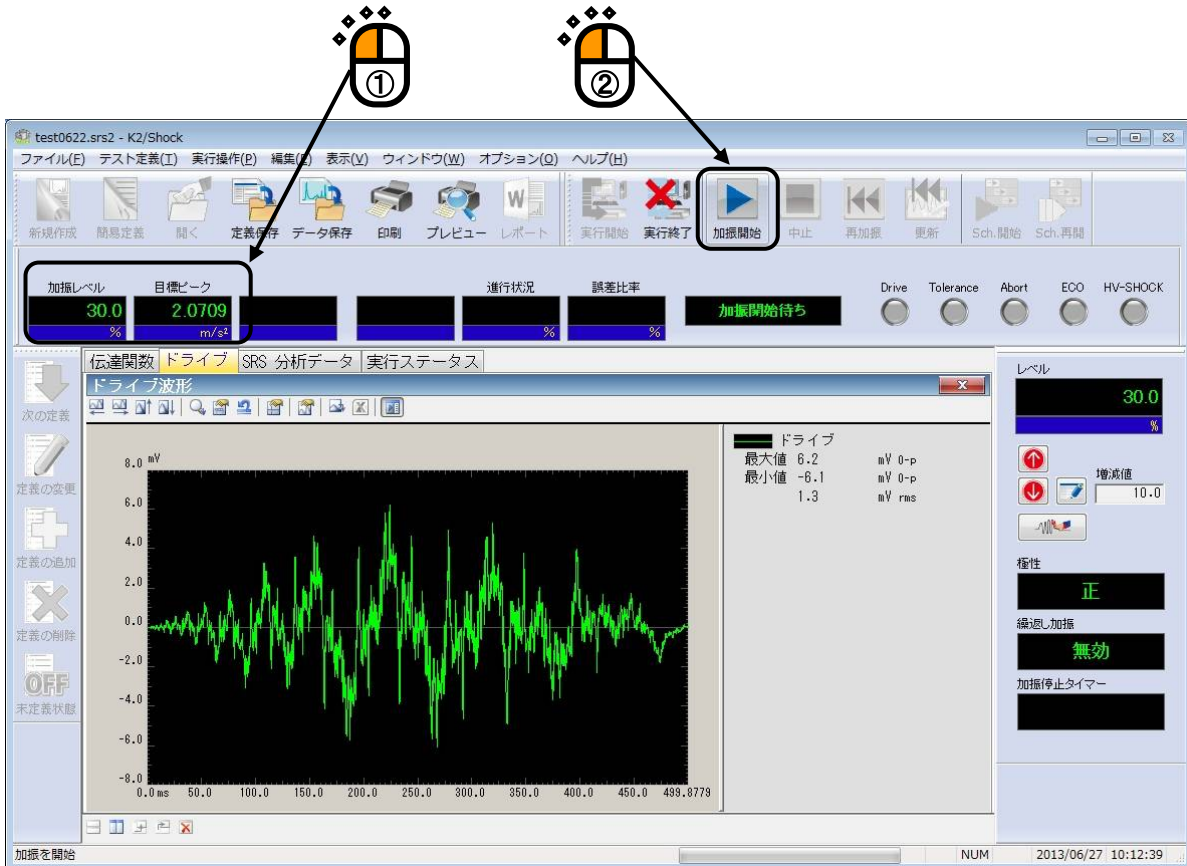 ①
②
test0622.srs2 - K2/Shock
ファイル(F) テスト定義(T) 実行操作(P) 編集 表示(V) ウィンドウ(W) オプション(O) ヘルプ(H)
新規作成 簡易定義 開く 定義保存 データ保存 印刷 プレビュー レポート 実行開始 実行終了 加振開始 中止 再加振 更新 Sch.開始 Sch.再開
加振レベル 目標ピーク 進行状況 誤差比率 Drive Tolerance Abort ECO HV-SHOCK
30.0 2.0709 加振開始待ち
% m/s² % %
伝達関数 ドライブ SRS 分析データ 実行ステータス
ドライブ波形
次の定義
定義の変更
定義の追加
定義の削除
OFF
未定義状態
8.0 mV
6.0
4.0
2.0
0.0
-2.0
-4.0
-6.0
-8.0
0.0 ms 50.0 100.0 150.0 200.0 250.0 300.0 350.0 400.0 450.0 499.8779
ドライブ
最大値 6.2 mV 0-p
最小値 -6.1 mV 0-p
1.3 mV rms
レベル
30.0
%
増減値
10.0
極性
正
繰返し加振
無効
加振停止タイマー
加振を開始 NUM 2013/06/27 10:12:39